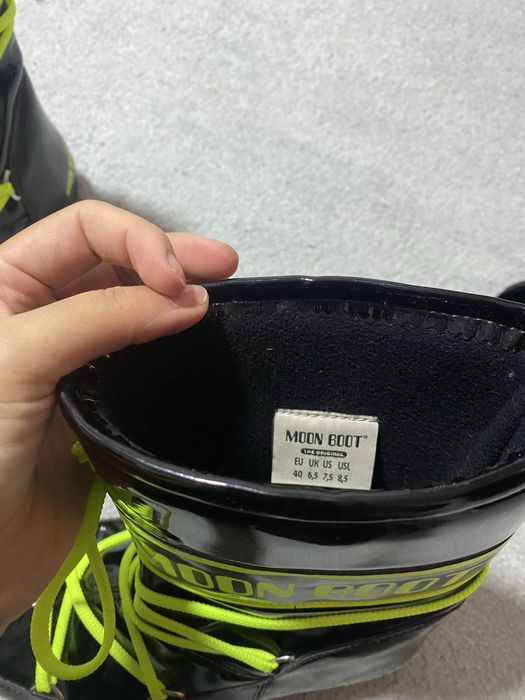 MOON BOOT®
THE ORIGINAL
EU UK US USL
40 6,5 7,5 8,5
MOON BOOT